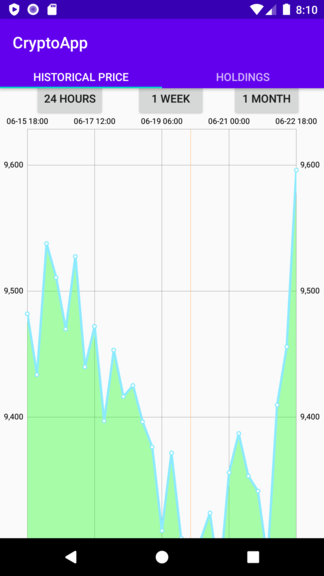 8:10
CryptoApp
HISTORICAL PRICE HOLDINGS
24 HOURS 1 WEEK 1 MONTH
06-15 18:00 06-17 12:00 06-19 06:00 06-21 00:00 06-22 18:00
9,600 9,600
9,500 9,500
9,400 9,400